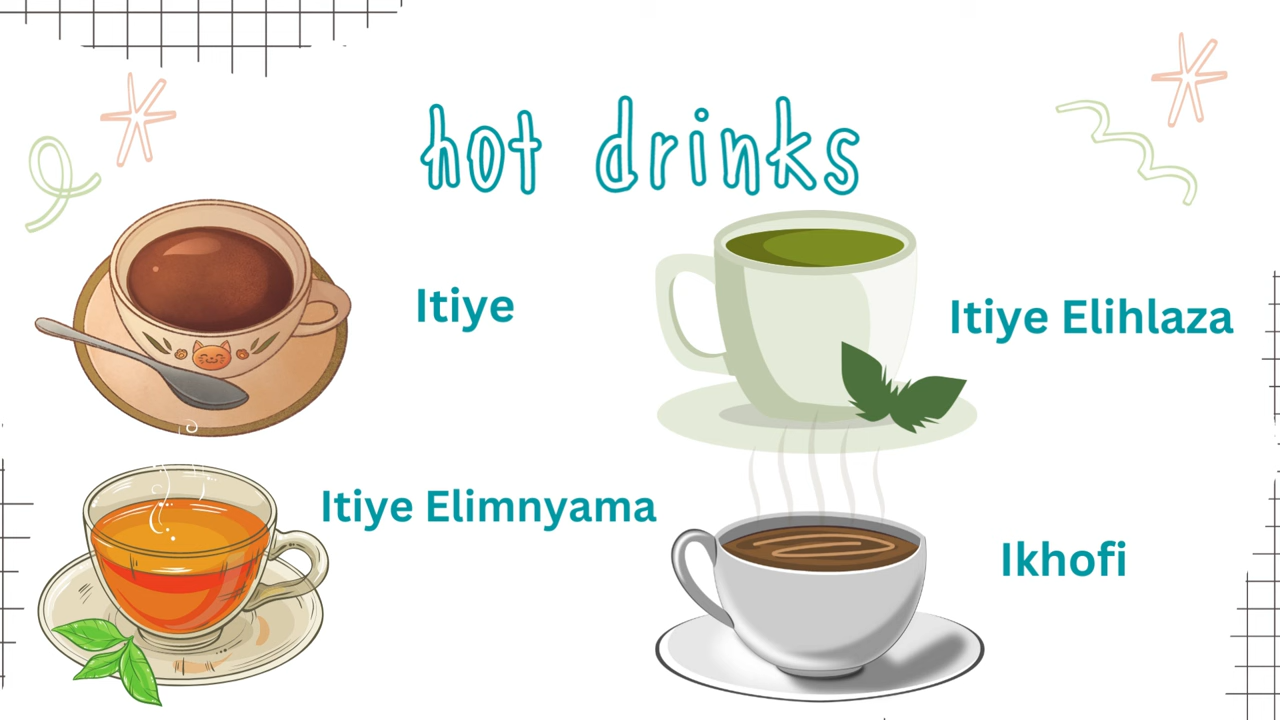 hot drinks
Itiye
Itiye Elihlaza
Itiye Elimnyama
Ikhofi